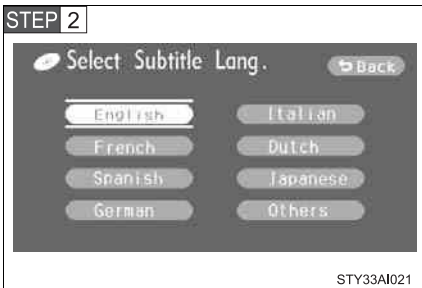 STEP 2
Select Subtitle Lang.
Back
English
Italian
French
Dutch
Spanish
Japanese
German
Others
STY33AI021